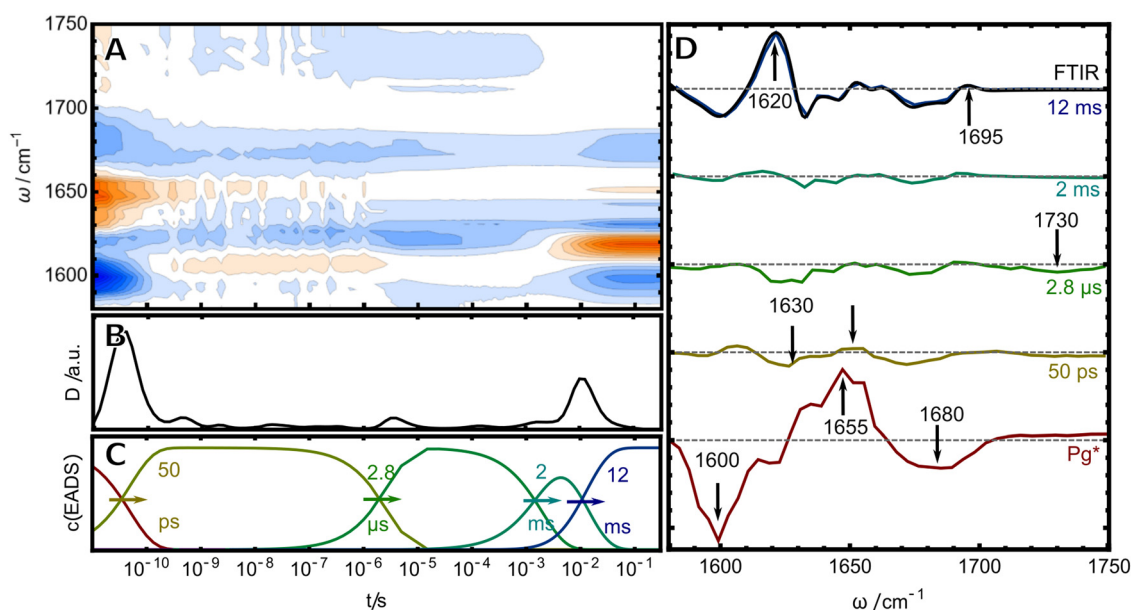 A
1750
1700
1650
1600
ω / cm⁻¹
B
D /a.u.
C
c(EADS)
50
ps
2.8
μs
2
ms
12
ms
10⁻¹⁰ 10⁻⁹ 10⁻⁸ 10⁻⁷ 10⁻⁶ 10⁻⁵ 10⁻⁴ 10⁻³ 10⁻² 10⁻¹
t/s
D
FTIR
1620
12 ms
1695
2 ms
1730
2.8 μs
1630
50 ps
1655
1680
1600
Pg*
1600 1650 1700 1750
ω / cm⁻¹